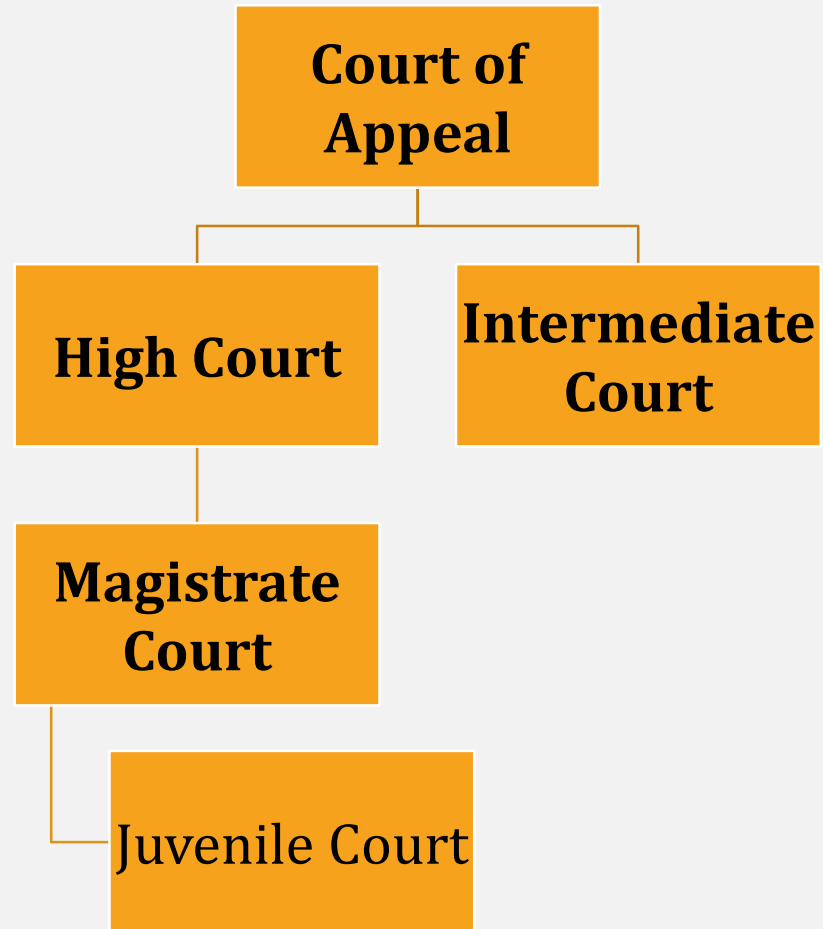 Court of
Appeal
High Court
Intermediate
Court
Magistrate
Court
Juvenile Court